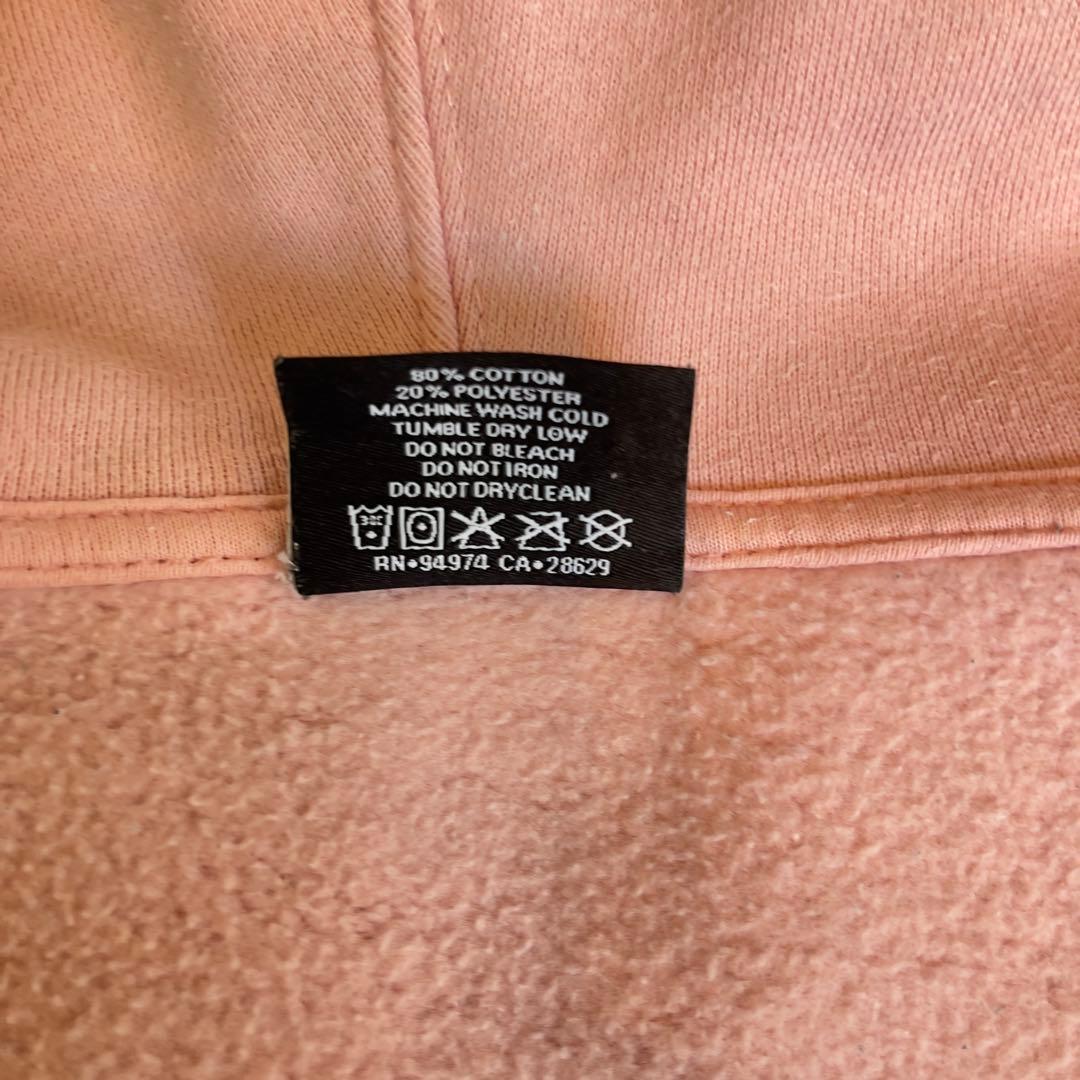 80% COTTON
20% POLYESTER
MACHINE WASH COLD
TUMBLE DRY LOW
DO NOT BLEACH
DO NOT IRON
DO NOT DRYCLEAN
30C
RN•94974 CA•28629